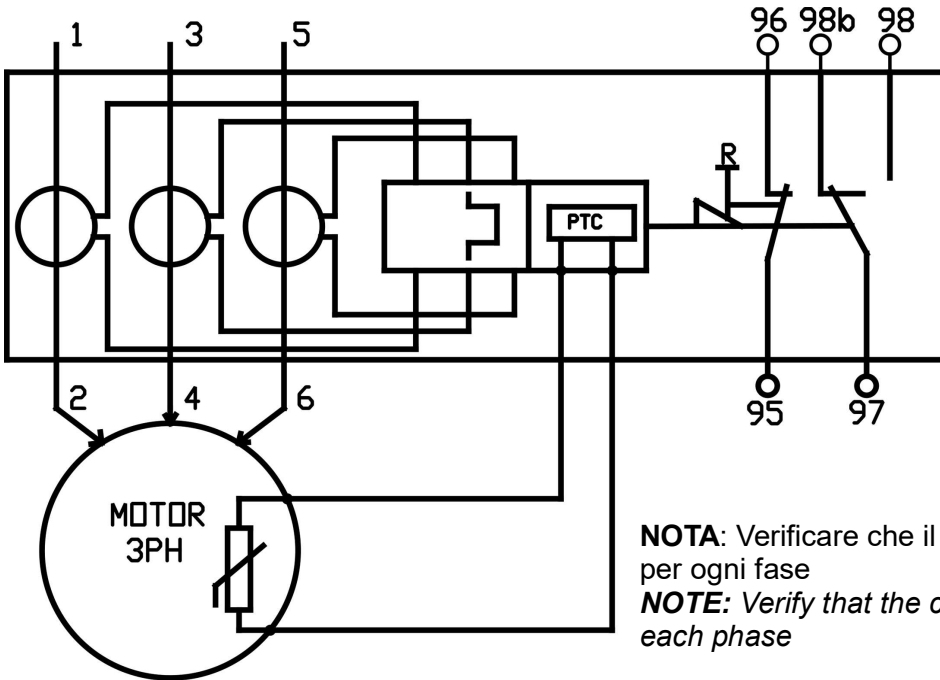 1 3 5 96 98b 98
R
PTC
2 4 6
95 97
MOTOR
3PH
NOTA: Verificare che il
per ogni fase
NOTE: Verify that the
each phase